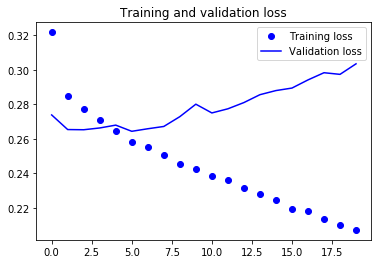 Training and validation loss
Training loss
Validation loss
0.32
0.30
0.28
0.26
0.24
0.22
0.0 2.5 5.0 7.5 10.0 12.5 15.0 17.5